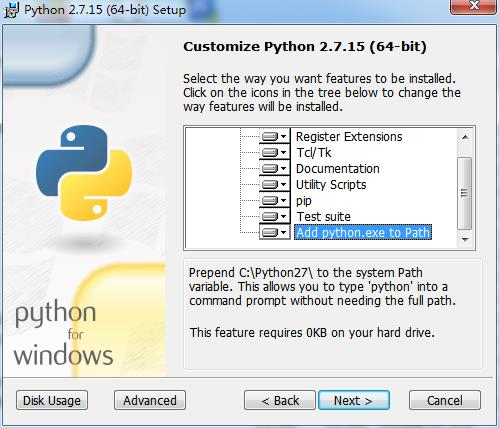 Python 2.7.15 (64-bit) Setup
Customize Python 2.7.15 (64-bit)
Select the way you want features to be installed.
Click on the icons in the tree below to change the
way features will be installed.
Register Extensions
Tcl/Tk
Documentation
Utility Scripts
pip
Test suite
Add python.exe to Path
Prepend C:\Python27\ to the system Path
variable. This allows you to type 'python' into a
command prompt without needing the full path.
This feature requires 0KB on your hard drive.
python
for
windows
Disk Usage
Advanced
< Back
Next >
Cancel